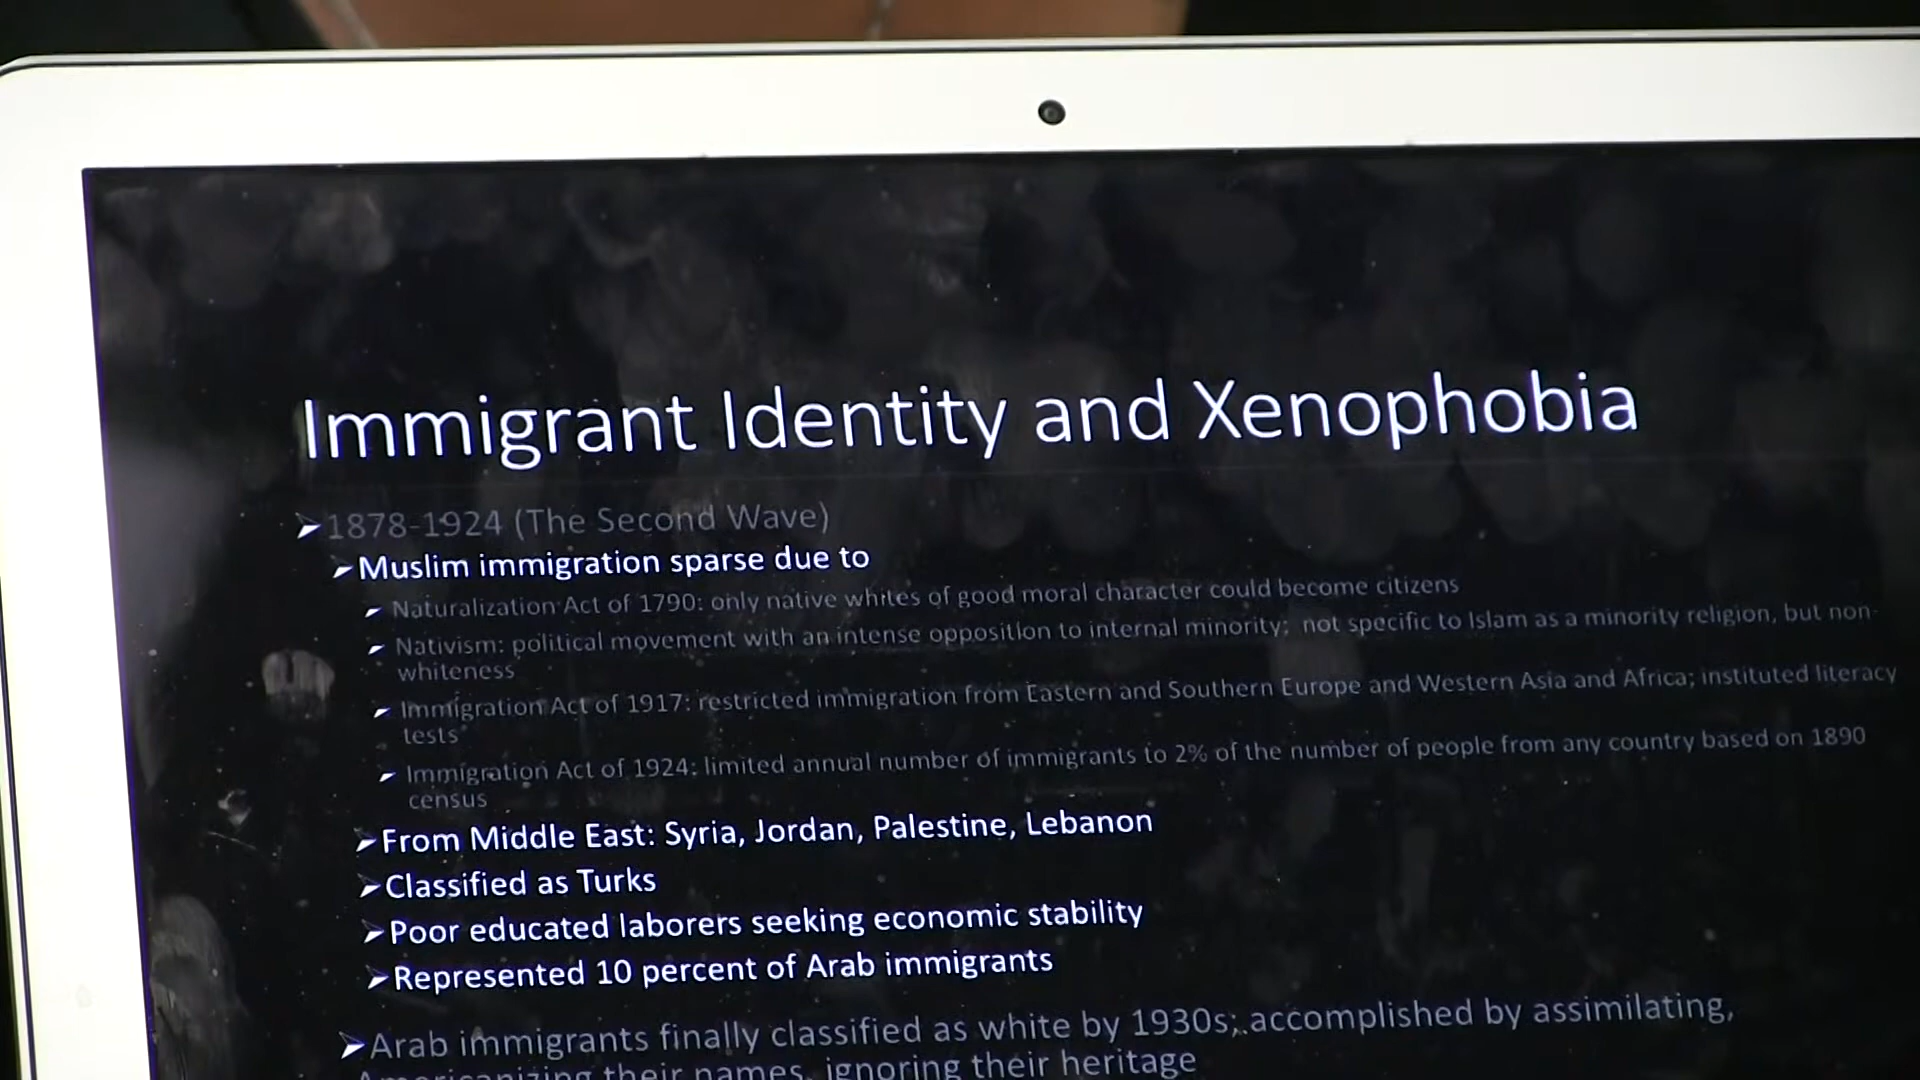 Immigrant Identity and Xenophobia
1878-1924 (The Second Wave)
Muslim immigration sparse due to
Naturalization Act of 1790: only native whites of good moral character could become citizens
Nativism: political movement with an intense opposition to internal minority; not specific to Islam as a minority religion, but non-
whiteness
Immigration Act of 1917: restricted immigration from Eastern and Southern Europe and Western Asia and Africa; instituted literacy
tests
Immigration Act of 1924: limited annual number of immigrants to 2% of the number of people from any country based on 1890
census
From Middle East: Syria, Jordan, Palestine, Lebanon
Classified as Turks
Poor educated laborers seeking economic stability
Represented 10 percent of Arab immigrants
Arab immigrants finally classified as white by 1930s; accomplished by assimilating,
Americanizing their names, ignoring their heritage